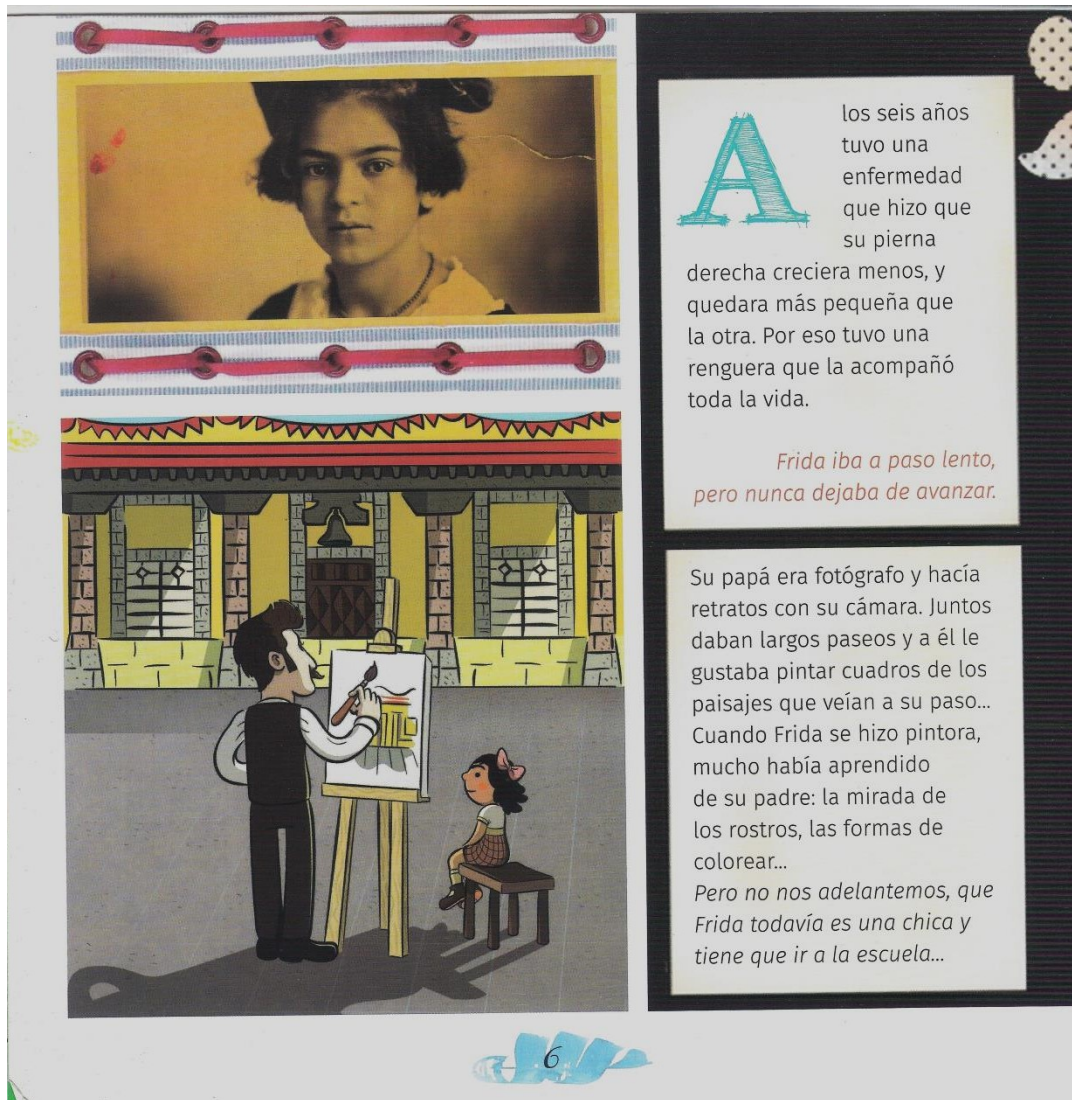 A los seis años
tuvo una
enfermedad
que hizo que
su pierna
derecha creciera menos, y
quedara más pequeña que
la otra. Por eso tuvo una
renguera que la acompañó
toda la vida.
Frida iba a paso lento,
pero nunca dejaba de avanzar.
Su papá era fotógrafo y hacía
retratos con su cámara. Juntos
daban largos paseos y a él le
gustaba pintar cuadros de los
paisajes que veían a su paso...
Cuando Frida se hizo pintora,
mucho había aprendido
de su padre: la mirada de
los rostros, las formas de
colorear...
Pero no nos adelantemos, que
Frida todavía es una chica y
tiene que ir a la escuela...
6